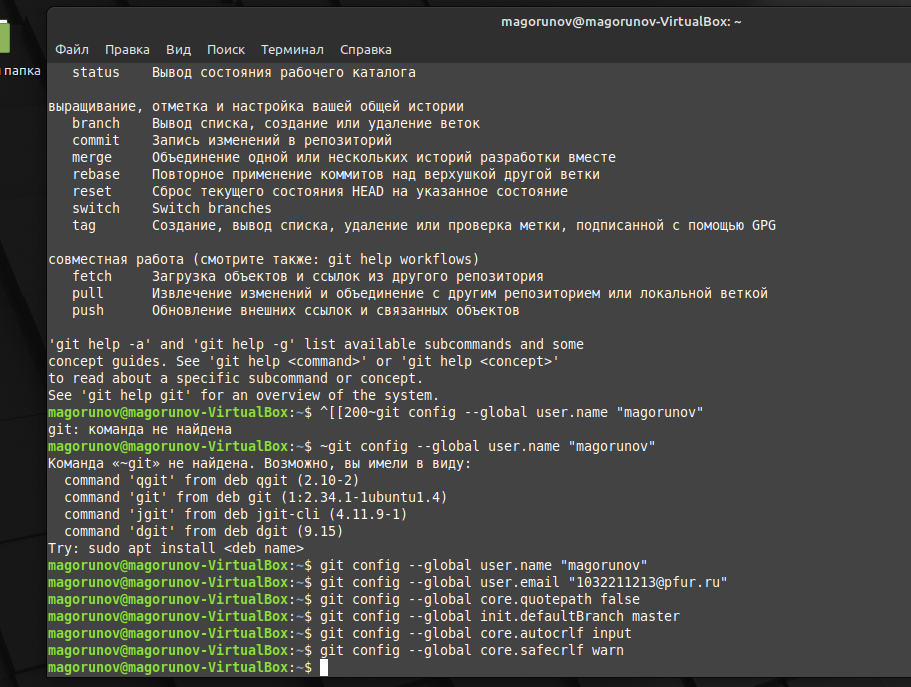 magorunov@magorunov-VirtualBox: ~
Файл Правка Вид Поиск Терминал Справка
папка
status Вывод состояния рабочего каталога
выращивание, отметка и настройка вашей общей истории
branch Вывод списка, создание или удаление веток
commit Запись изменений в репозиторий
merge Объединение одной или нескольких историй разработки вместе
rebase Повторное применение коммитов над верхушкой другой ветки
reset Сброс текущего состояния HEAD на указанное состояние
switch Switch branches
tag Создание, вывод списка, удаление или проверка метки, подписанной с помощью GPG
совместная работа (смотрите также: git help workflows)
fetch Загрузка объектов и ссылок из другого репозитория
pull Извлечение изменений и объединение с другим репозиторием или локальной веткой
push Обновление внешних ссылок и связанных объектов
'git help -a' and 'git help -g' list available subcommands and some
concept guides. See 'git help <command>' or 'git help <concept>'
to read about a specific subcommand or concept.
See 'git help git' for an overview of the system.
magorunov@magorunov-VirtualBox:~$ ^[[200~git config --global user.name "magorunov"
git: команда не найдена
magorunov@magorunov-VirtualBox:~$ ~git config --global user.name "magorunov"
Команда «~git» не найдена. Возможно, вы имели в виду:
command 'qgit' from deb qgit (2.10-2)
command 'git' from deb git (1:2.34.1-1ubuntu1.4)
command 'jgit' from deb jgit-cli (4.11.9-1)
command 'dgit' from deb dgit (9.15)
Try: sudo apt install <deb name>
magorunov@magorunov-VirtualBox:~$ git config --global user.name "magorunov"
magorunov@magorunov-VirtualBox:~$ git config --global user.email "1032211213@pfur.ru"
magorunov@magorunov-VirtualBox:~$ git config --global core.quotepath false
magorunov@magorunov-VirtualBox:~$ git config --global init.defaultBranch master
magorunov@magorunov-VirtualBox:~$ git config --global core.autocrlf input
magorunov@magorunov-VirtualBox:~$ git config --global core.safecrlf warn
magorunov@magorunov-VirtualBox:~$